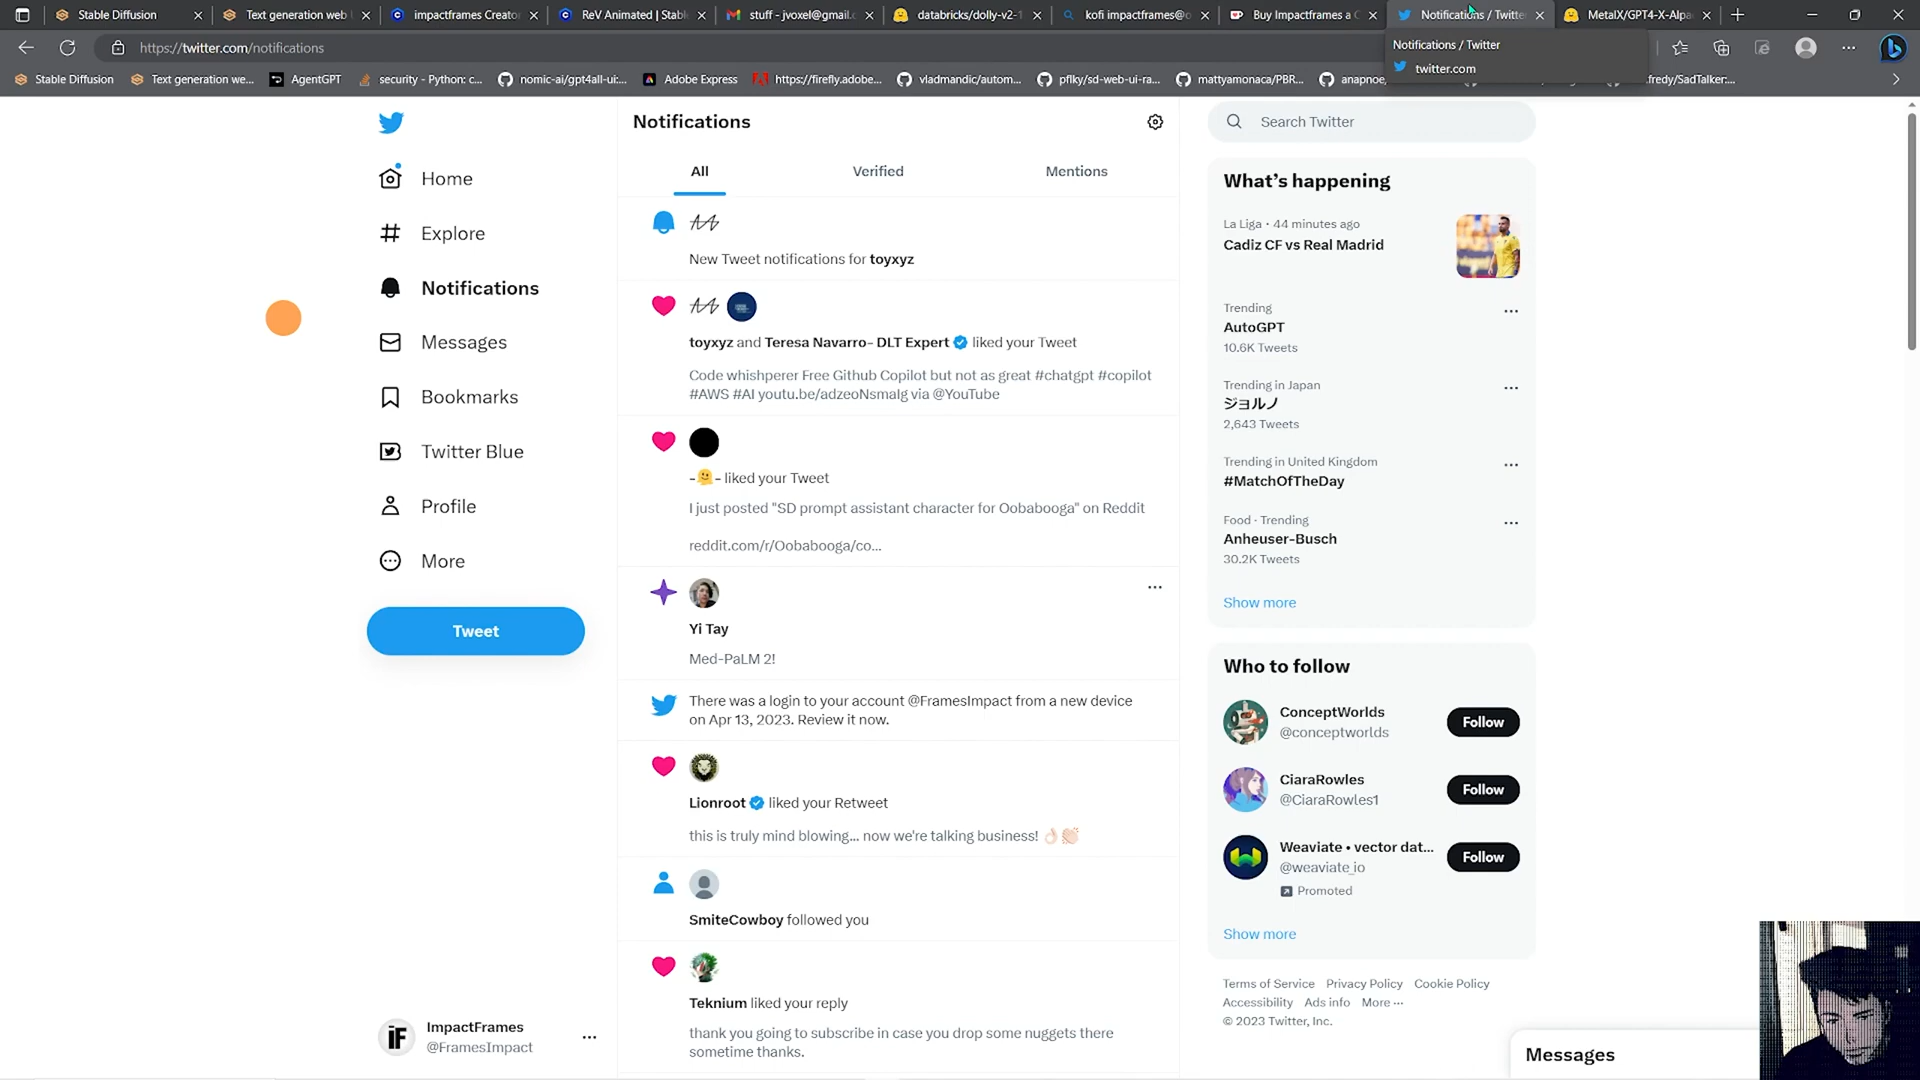 Stable Diffusion
Text generation web
impactframes Creator
ReV Animated | Stabl
stuff - jvoxel@gmail.c
databricks/dolly-v2-1
kofi impactframes@o
Buy Impactframes a C
Notifications / Twitter
MetalX/GPT4-X-Alpa
https://twitter.com/notifications
Notifications / Twitter
twitter.com
Stable Diffusion
Text generation we...
AgentGPT
security - Python: c...
nomic-ai/gpt4all-ui:...
Adobe Express
https://firefly.adobe...
vladmandic/autom...
pflky/sd-web-ui-ra...
mattyamonaca/PBR...
anapnoe
fredy/SadTalker:...
Home
Explore
Notifications
Messages
Bookmarks
Twitter Blue
Profile
More
Tweet
ImpactFrames
@FramesImpact
Notifications
All
Verified
Mentions
New Tweet notifications for toyxyz
toyxyz and Teresa Navarro- DLT Expert liked your Tweet
Code whishperer Free Github Copilot but not as great #chatgpt #copilot
#AWS #AI youtu.be/adzeoNsmaIg via @YouTube
-🤗- liked your Tweet
I just posted "SD prompt assistant character for Oobabooga" on Reddit
reddit.com/r/Oobabooga/co...
Yi Tay
Med-PaLM 2!
There was a login to your account @FramesImpact from a new device
on Apr 13, 2023. Review it now.
Lionroot liked your Retweet
this is truly mind blowing... now we're talking business! 👌🏻👏🏻
SmiteCowboy followed you
Teknium liked your reply
thank you going to subscribe in case you drop some nuggets there
sometime thanks.
Search Twitter
What's happening
La Liga · 44 minutes ago
Cadiz CF vs Real Madrid
Trending
AutoGPT
10.6K Tweets
Trending in Japan
ジョルノ
2,643 Tweets
Trending in United Kingdom
#MatchOfTheDay
Food · Trending
Anheuser-Busch
30.2K Tweets
Show more
Who to follow
ConceptWorlds
@conceptworlds
Follow
CiaraRowles
@CiaraRowles1
Follow
Weaviate • vector dat...
@weaviate_io
Follow
Promoted
Show more
Terms of Service Privacy Policy Cookie Policy
Accessibility Ads info More ···
© 2023 Twitter, Inc.
Messages
iF